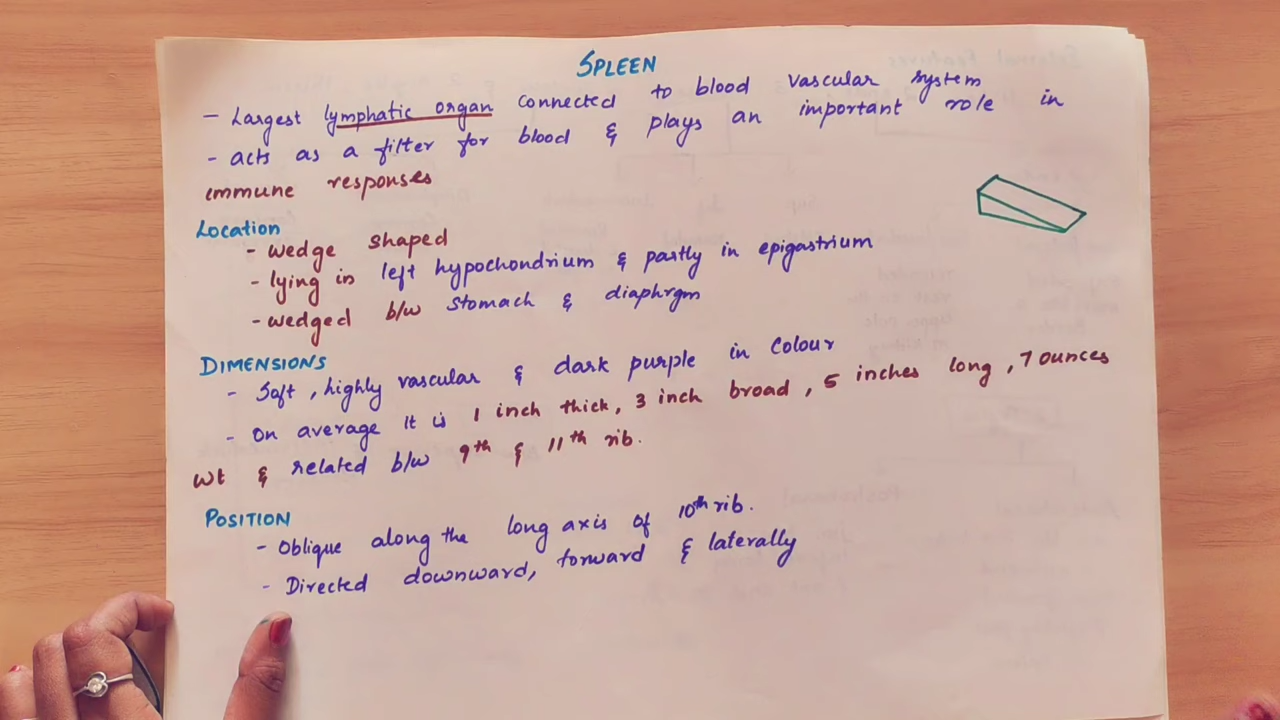 SPLEEN
- Largest lymphatic organ connected to blood vascular system
- acts as a filter for blood & plays an important role in
immune responses
Location
- wedge shaped
- lying in left hypochondrium & partly in epigastrium
- wedged b/w stomach & diaphrgm
DIMENSIONS
- Soft, highly vascular & dark purple in Colour
- On average It is 1 inch thick, 3 inch broad, 5 inches long, 7 ounces
wt & related b/w 9th & 11th rib.
POSITION
- Oblique along the long axis of 10th rib.
- Directed downward, forward & laterally